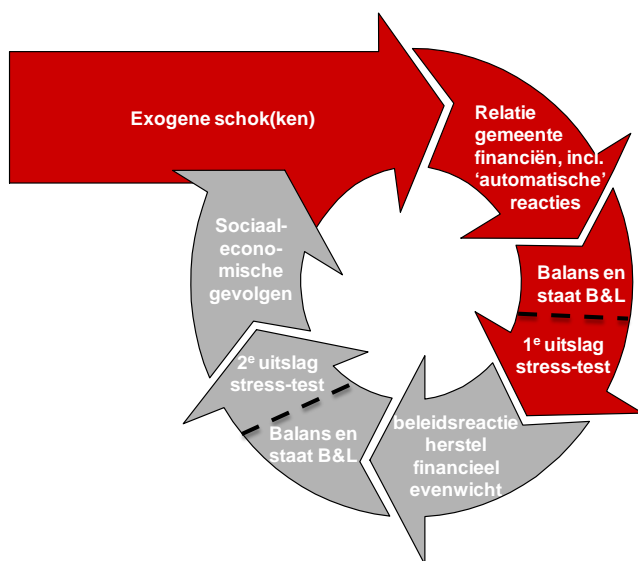 Exogene schok(ken)
Relatie
gemeente
financiën, incl.
‘automatische’
reacties
Balans en
staat B&L
1e uitslag
stress-test
beleidsreactie
herstel
financieel
evenwicht
2e uitslag
stress-test
Balans en
staat B&L
Sociaal-
econo-
mische
gevolgen